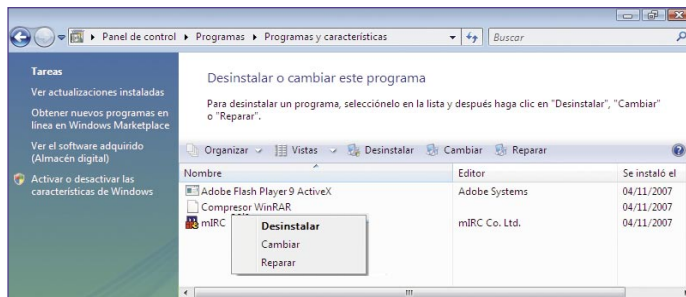 Panel de control ▸ Programas ▸ Programas y características
Buscar
Tareas
Ver actualizaciones instaladas
Obtener nuevos programas en
línea en Windows Marketplace
Ver el software adquirido
(Almacén digital)
Activar o desactivar las
características de Windows
Desinstalar o cambiar este programa
Para desinstalar un programa, selecciónelo en la lista y después haga clic en "Desinstalar", "Cambiar"
o "Reparar".
Organizar Vistas Desinstalar Cambiar Reparar
Nombre Editor Se instaló el
Adobe Flash Player 9 ActiveX Adobe Systems 04/11/2007
Compresor WinRAR 04/11/2007
mIRC mIRC Co. Ltd. 04/11/2007
Desinstalar
Cambiar
Reparar